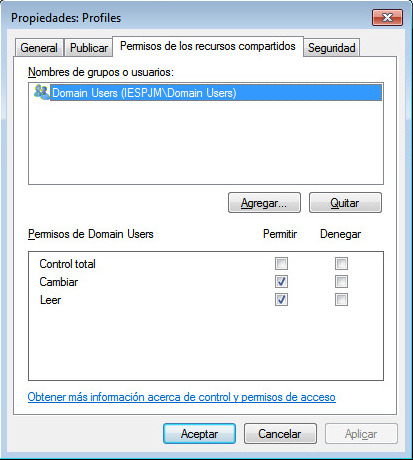 Propiedades: Profiles
General
Publicar
Permisos de los recursos compartidos
Seguridad
Nombres de grupos o usuarios:
Domain Users (IESPJM\Domain Users)
Agregar...
Quitar
Permisos de Domain Users
Permitir
Denegar
Control total
Cambiar
Leer
Obtener más información acerca de control y permisos de acceso
Aceptar
Cancelar
Aplicar